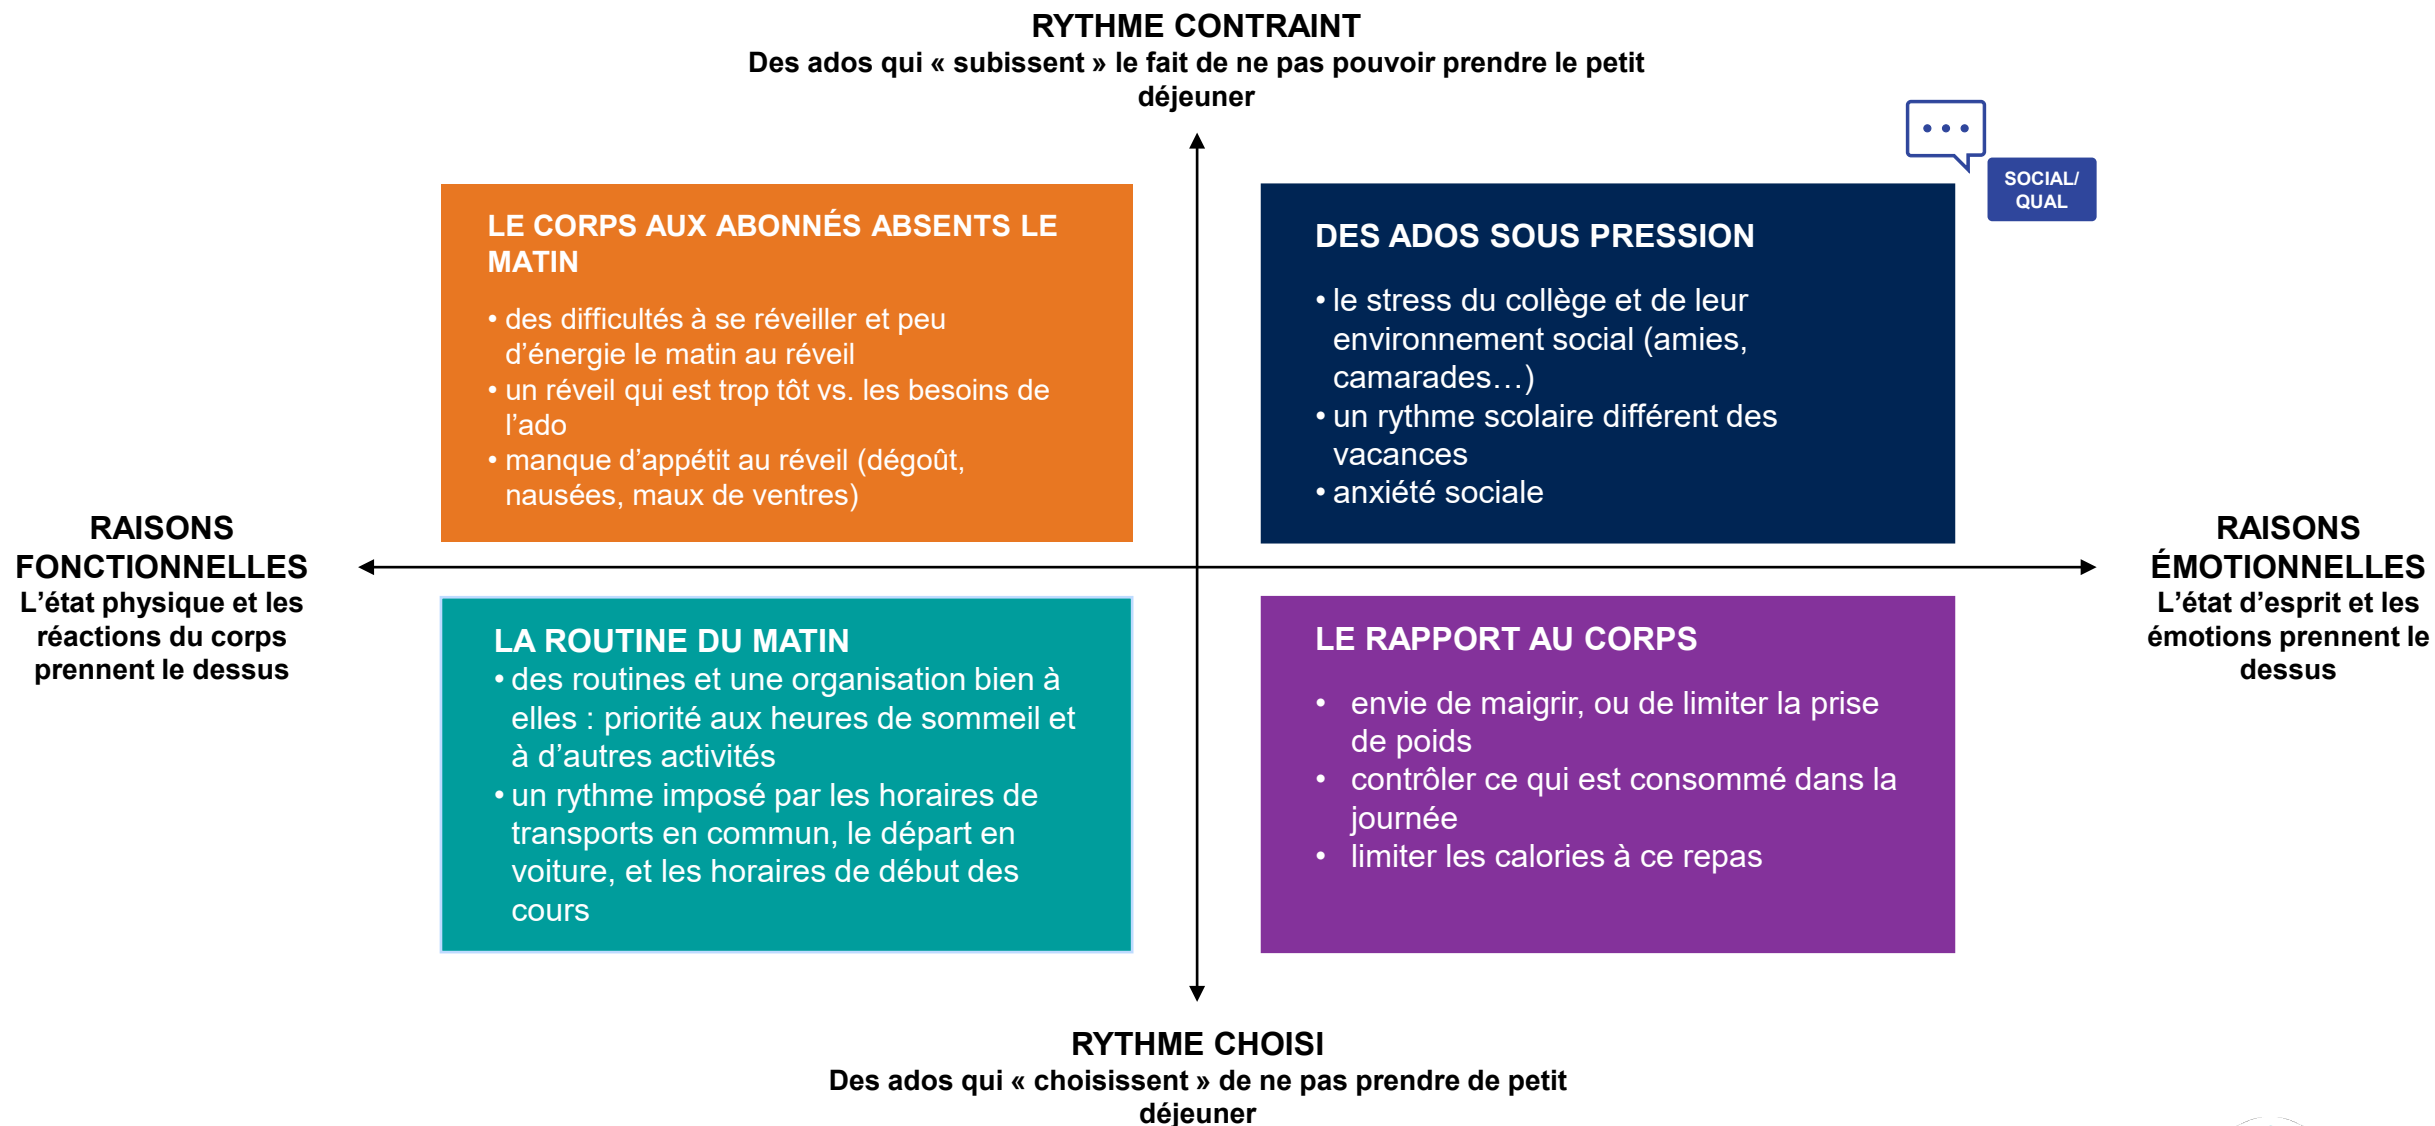 RYTHME CONTRAINT
Des ados qui « subissent » le fait de ne pas pouvoir prendre le petit
déjeuner
SOCIAL/
QUAL
LE CORPS AUX ABONNÉS ABSENTS LE
MATIN
• des difficultés à se réveiller et peu
d’énergie le matin au réveil
• un réveil qui est trop tôt vs. les besoins de
l’ado
• manque d’appétit au réveil (dégoût,
nausées, maux de ventres)
DES ADOS SOUS PRESSION
• le stress du collège et de leur
environnement social (amies,
camarades…)
• un rythme scolaire différent des
vacances
• anxiété sociale
RAISONS
FONCTIONNELLES
L’état physique et les
réactions du corps
prennent le dessus
RAISONS
ÉMOTIONNELLES
L’état d’esprit et les
émotions prennent le
dessus
LA ROUTINE DU MATIN
• des routines et une organisation bien à
elles : priorité aux heures de sommeil et
à d’autres activités
• un rythme imposé par les horaires de
transports en commun, le départ en
voiture, et les horaires de début des
cours
LE RAPPORT AU CORPS
• envie de maigrir, ou de limiter la prise
de poids
• contrôler ce qui est consommé dans la
journée
• limiter les calories à ce repas
RYTHME CHOISI
Des ados qui « choisissent » de ne pas prendre de petit
déjeuner